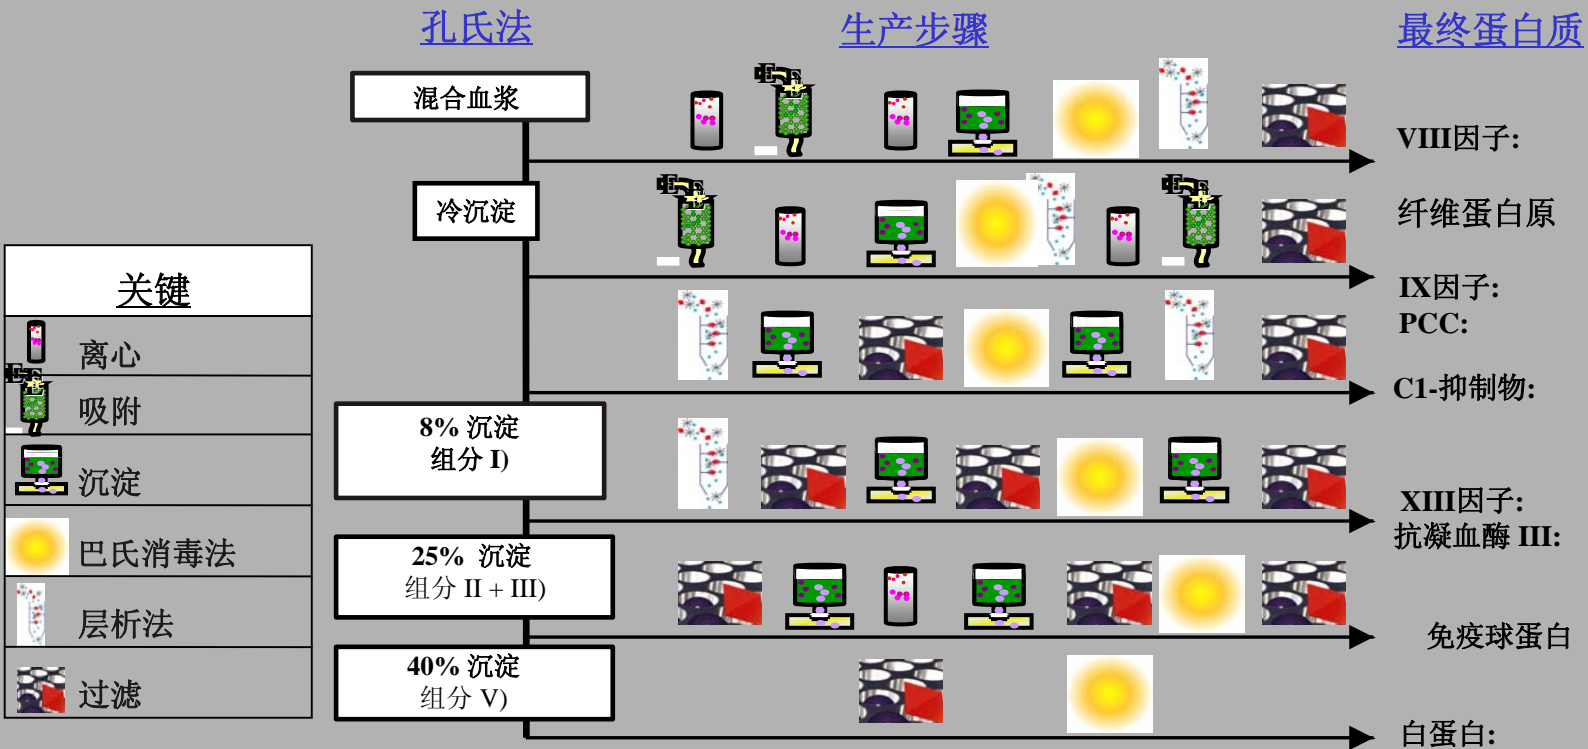 孔氏法
生产步骤
最终蛋白质
混合血浆
VIII因子:
冷沉淀
纤维蛋白原
关键
离心
吸附
沉淀
巴氏消毒法
层析法
过滤
IX因子:
PCC:
C1-抑制物:
8% 沉淀
组分 I)
XIII因子:
抗凝血酶 III:
25% 沉淀
组分 II + III)
免疫球蛋白
40% 沉淀
组分 V)
白蛋白: